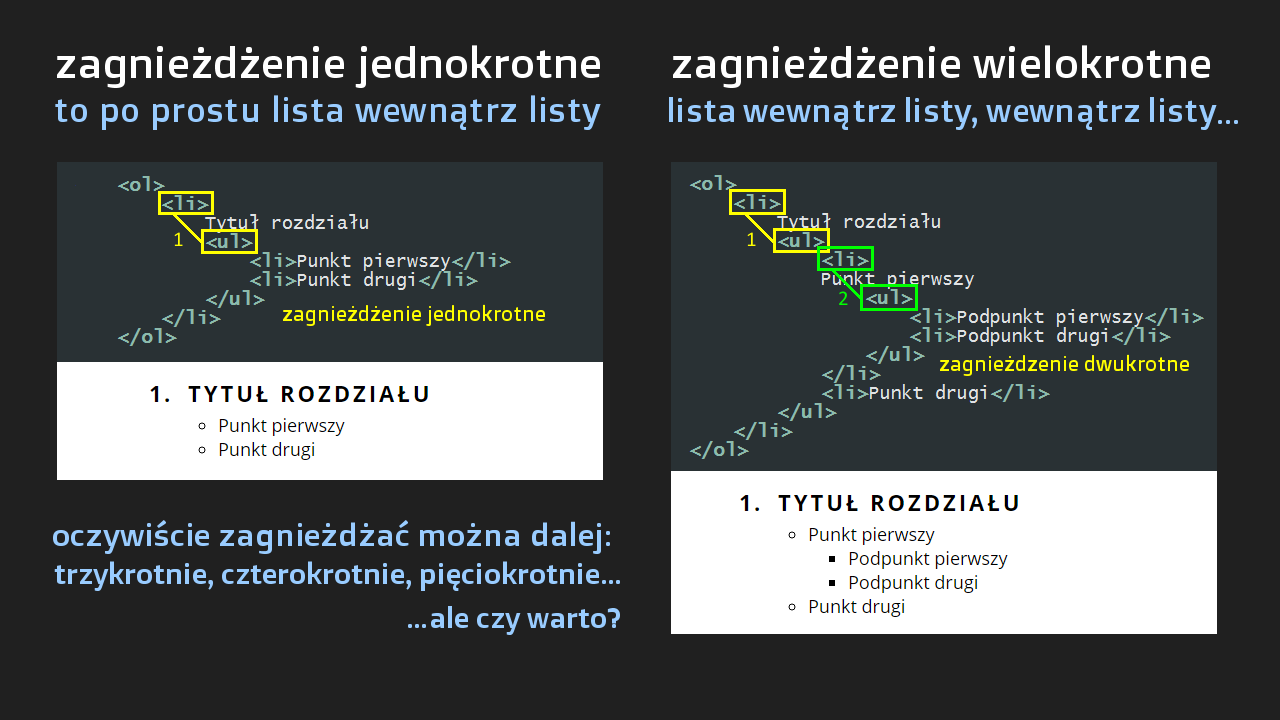 zagnieżdżenie jednokrotne
to po prostu lista wewnątrz listy
<ol>
<li>
Tytuł rozdziału
1
<ul>
<li>Punkt pierwszy</li>
<li>Punkt drugi</li>
</ul>
zagnieżdżenie jednokrotne
</li>
</ol>
1. TYTUŁ ROZDZIAŁU
Punkt pierwszy
Punkt drugi
oczywiście zagnieżdżać można dalej:
trzykrotnie, czterokrotnie, pięciokrotnie...
...ale czy warto?
zagnieżdżenie wielokrotne
lista wewnątrz listy, wewnątrz listy...
<ol>
<li>
Tytuł rozdziału
1
<ul>
<li>
Punkt pierwszy
2
<ul>
<li>Podpunkt pierwszy</li>
<li>Podpunkt drugi</li>
</ul>
zagnieżdzenie dwukrotne
</li>
<li>Punkt drugi</li>
</ul>
</li>
</ol>
1. TYTUŁ ROZDZIAŁU
Punkt pierwszy
Podpunkt pierwszy
Podpunkt drugi
Punkt drugi